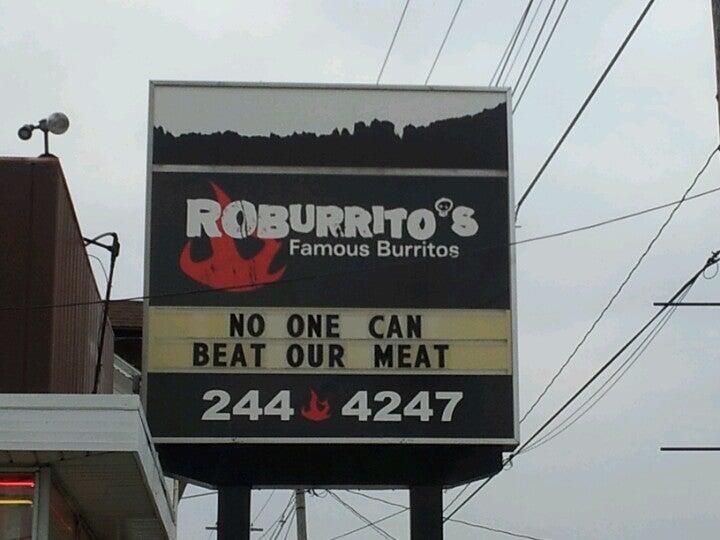 ROBURRITO'S
Famous Burritos
NO ONE CAN
BEAT OUR MEAT
244 4247